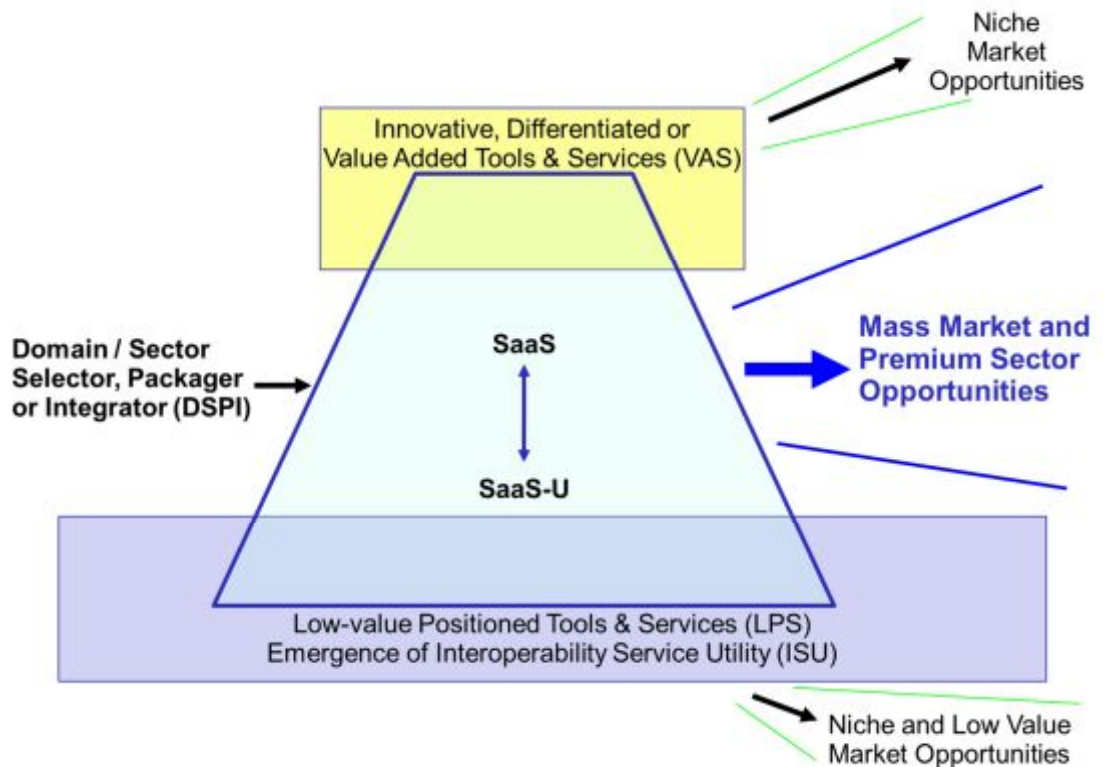 Niche
Market
Opportunities
Innovative, Differentiated or
Value Added Tools & Services (VAS)
Domain / Sector
Selector, Packager
or Integrator (DSPI)
SaaS
SaaS-U
Mass Market and
Premium Sector
Opportunities
Low-value Positioned Tools & Services (LPS)
Emergence of Interoperability Service Utility (ISU)
Niche and Low Value
Market Opportunities